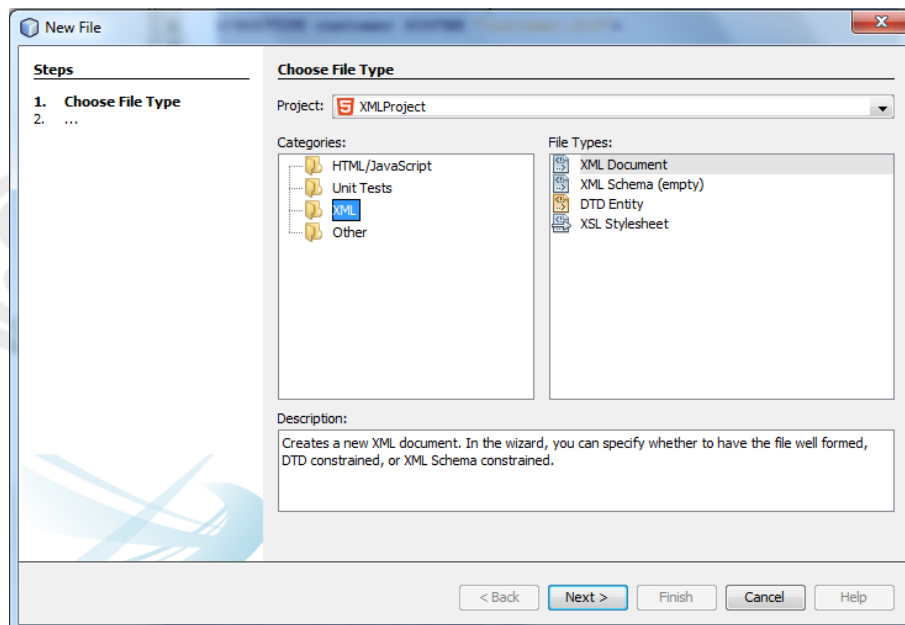 New File
Steps
1. Choose File Type
2. ...
Choose File Type
Project: XMLProject
Categories:
HTML/JavaScript
Unit Tests
XML
Other
File Types:
XML Document
XML Schema (empty)
DTD Entity
XSL Stylesheet
Description:
Creates a new XML document. In the wizard, you can specify whether to have the file well formed,
DTD constrained, or XML Schema constrained.
< Back Next > Finish Cancel Help